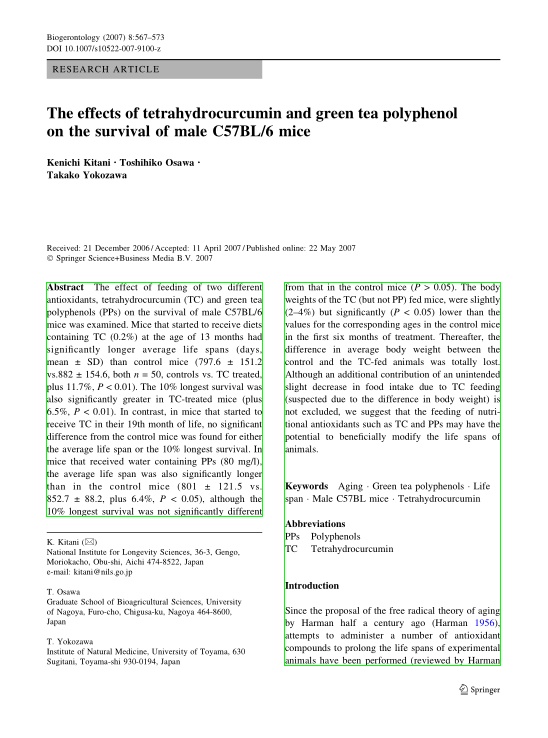 Biogerontology (2007) 8:567–573
DOI 10.1007/s10522-007-9100-z
RESEARCH ARTICLE
The effects of tetrahydrocurcumin and green tea polyphenol
on the survival of male C57BL/6 mice
Kenichi Kitani · Toshihiko Osawa ·
Takako Yokozawa
Received: 21 December 2006 / Accepted: 11 April 2007 / Published online: 22 May 2007
© Springer Science+Business Media B.V. 2007
Abstract The effect of feeding of two different
antioxidants, tetrahydrocurcumin (TC) and green tea
polyphenols (PPs) on the survival of male C57BL/6
mice was examined. Mice that started to receive diets
containing TC (0.2%) at the age of 13 months had
significantly longer average life spans (days,
mean ± SD) than control mice (797.6 ± 151.2
vs.882 ± 154.6, both n = 50, controls vs. TC treated,
plus 11.7%, P < 0.01). The 10% longest survival was
also significantly greater in TC-treated mice (plus
6.5%, P < 0.01). In contrast, in mice that started to
receive TC in their 19th month of life, no significant
difference from the control mice was found for either
the average life span or the 10% longest survival. In
mice that received water containing PPs (80 mg/l),
the average life span was also significantly longer
than in the control mice (801 ± 121.5 vs.
852.7 ± 88.2, plus 6.4%, P < 0.05), although the
10% longest survival was not significantly different
K. Kitani (✉)
National Institute for Longevity Sciences, 36-3, Gengo,
Moriokacho, Obu-shi, Aichi 474-8522, Japan
e-mail: kitani@nils.go.jp
T. Osawa
Graduate School of Bioagricultural Sciences, University
of Nagoya, Furo-cho, Chigusa-ku, Nagoya 464-8600,
Japan
T. Yokozawa
Institute of Natural Medicine, University of Toyama, 630
Sugitani, Toyama-shi 930-0194, Japan
from that in the control mice (P > 0.05). The body
weights of the TC (but not PP) fed mice, were slightly
(2–4%) but significantly (P < 0.05) lower than the
values for the corresponding ages in the control mice
in the first six months of treatment. Thereafter, the
difference in average body weight between the
control and the TC-fed animals was totally lost.
Although an additional contribution of an unintended
slight decrease in food intake due to TC feeding
(suspected due to the difference in body weight) is
not excluded, we suggest that the feeding of nutri-
tional antioxidants such as TC and PPs may have the
potential to beneficially modify the life spans of
animals.
Keywords Aging · Green tea polyphenols · Life
span · Male C57BL mice · Tetrahydrocurcumin
Abbreviations
PPs Polyphenols
TC Tetrahydrocurcumin
Introduction
Since the proposal of the free radical theory of aging
by Harman half a century ago (Harman 1956),
attempts to administer a number of antioxidant
compounds to prolong the life spans of experimental
animals have been performed (reviewed by Harman
Springer